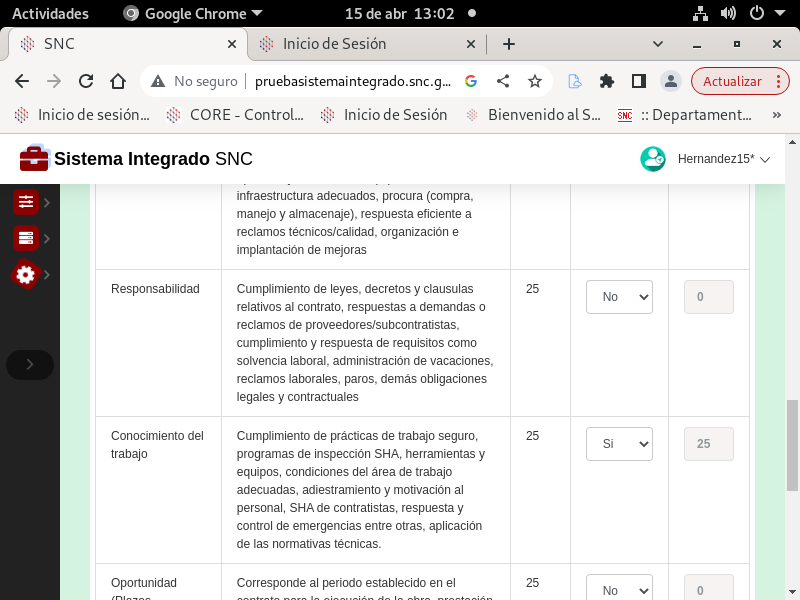 Actividades
Google Chrome
15 de abr 13:02
SNC
Inicio de Sesión
No seguro
pruebasistemaintegrado.snc.g...
Actualizar
Inicio de sesión...
CORE - Control...
Inicio de Sesión
Bienvenido al S...
SNC
:: Departament...
»
Sistema Integrado SNC
Hernandez15*
infraestructura adecuados, procura (compra,
manejo y almacenaje), respuesta eficiente a
reclamos técnicos/calidad, organización e
implantación de mejoras
Responsabilidad
Cumplimiento de leyes, decretos y clausulas
relativos al contrato, respuestas a demandas o
reclamos de proveedores/subcontratistas,
cumplimiento y respuesta de requisitos como
solvencia laboral, administración de vacaciones,
reclamos laborales, paros, demás obligaciones
legales y contractuales
25
No
0
Conocimiento del
trabajo
Cumplimiento de prácticas de trabajo seguro,
programas de inspección SHA, herramientas y
equipos, condiciones del área de trabajo
adecuadas, adiestramiento y motivación al
personal, SHA de contratistas, respuesta y
control de emergencias entre otras, aplicación
de las normativas técnicas.
25
Si
25
Oportunidad
(Plazos
Corresponde al periodo establecido en el
contrato para la ejecución de la obra, prestación
25
No
0